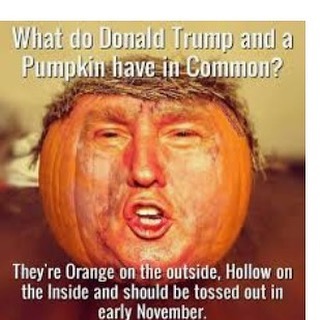 What do Donald Trump and a
Pumpkin have in Common?
They're Orange on the outside, Hollow on
the Inside and should be tossed out in
early November.